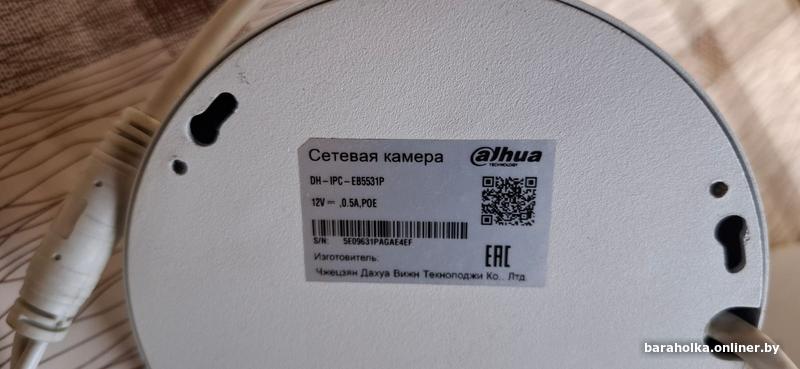 Сетевая камера
alhua
TECHNOLOGY
DH-IPC-EB5531P
12V ⎓ ,0.5A,POE
S/N: 5E09631PAGAE4EF
EAC
Изготовитель:
Чжецзян Дахуа Вижн Технолоджи Ко., Лтд.
baraholka.onliner.by